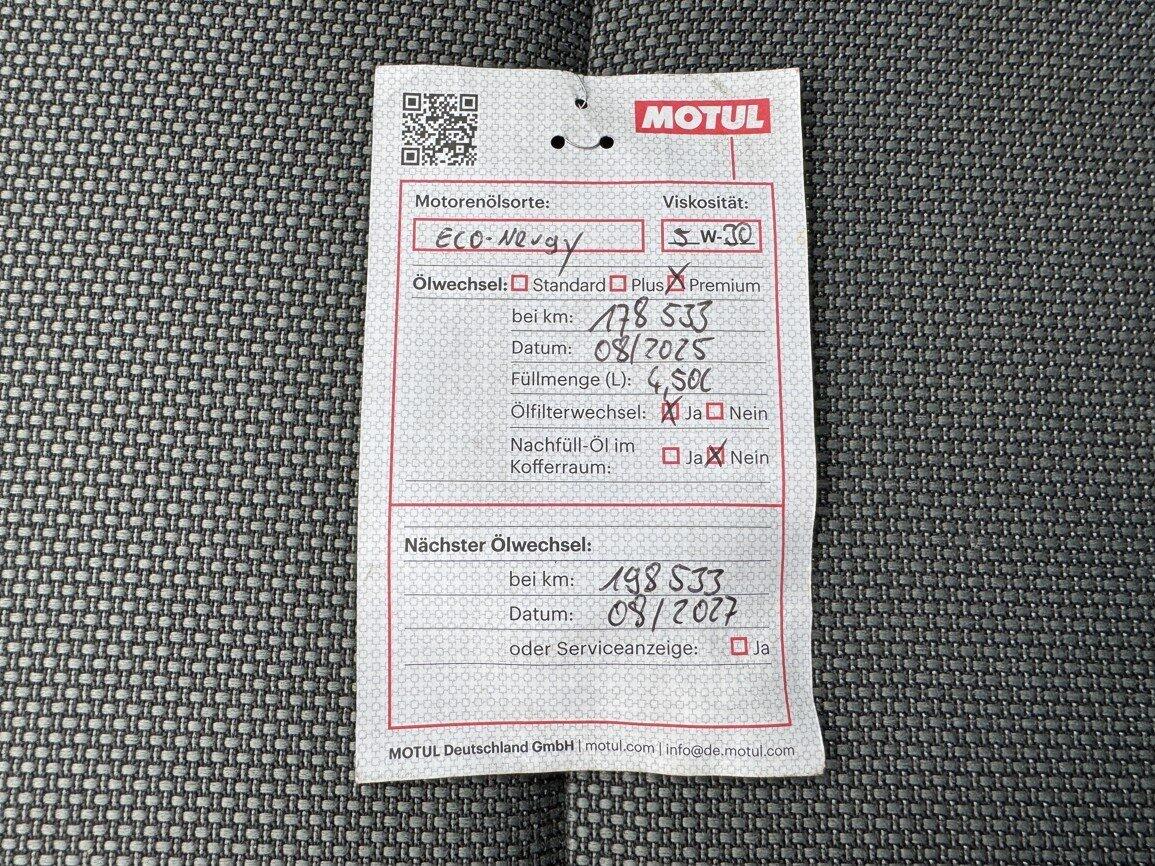 MOTUL
Motorenölsorte: Viskosität:
ECO-Nergy 5 W-30
Ölwechsel: Standard Plus Premium
bei km: 178 533
Datum: 08/2025
Füllmenge (L): 4,50l
Ölfilterwechsel: Ja Nein
Nachfüll-Öl im
Kofferraum: Ja Nein
Nächster Ölwechsel:
bei km: 198 533
Datum: 08/2027
oder Serviceanzeige: Ja
MOTUL Deutschland GmbH | motul.com | info@de.motul.com